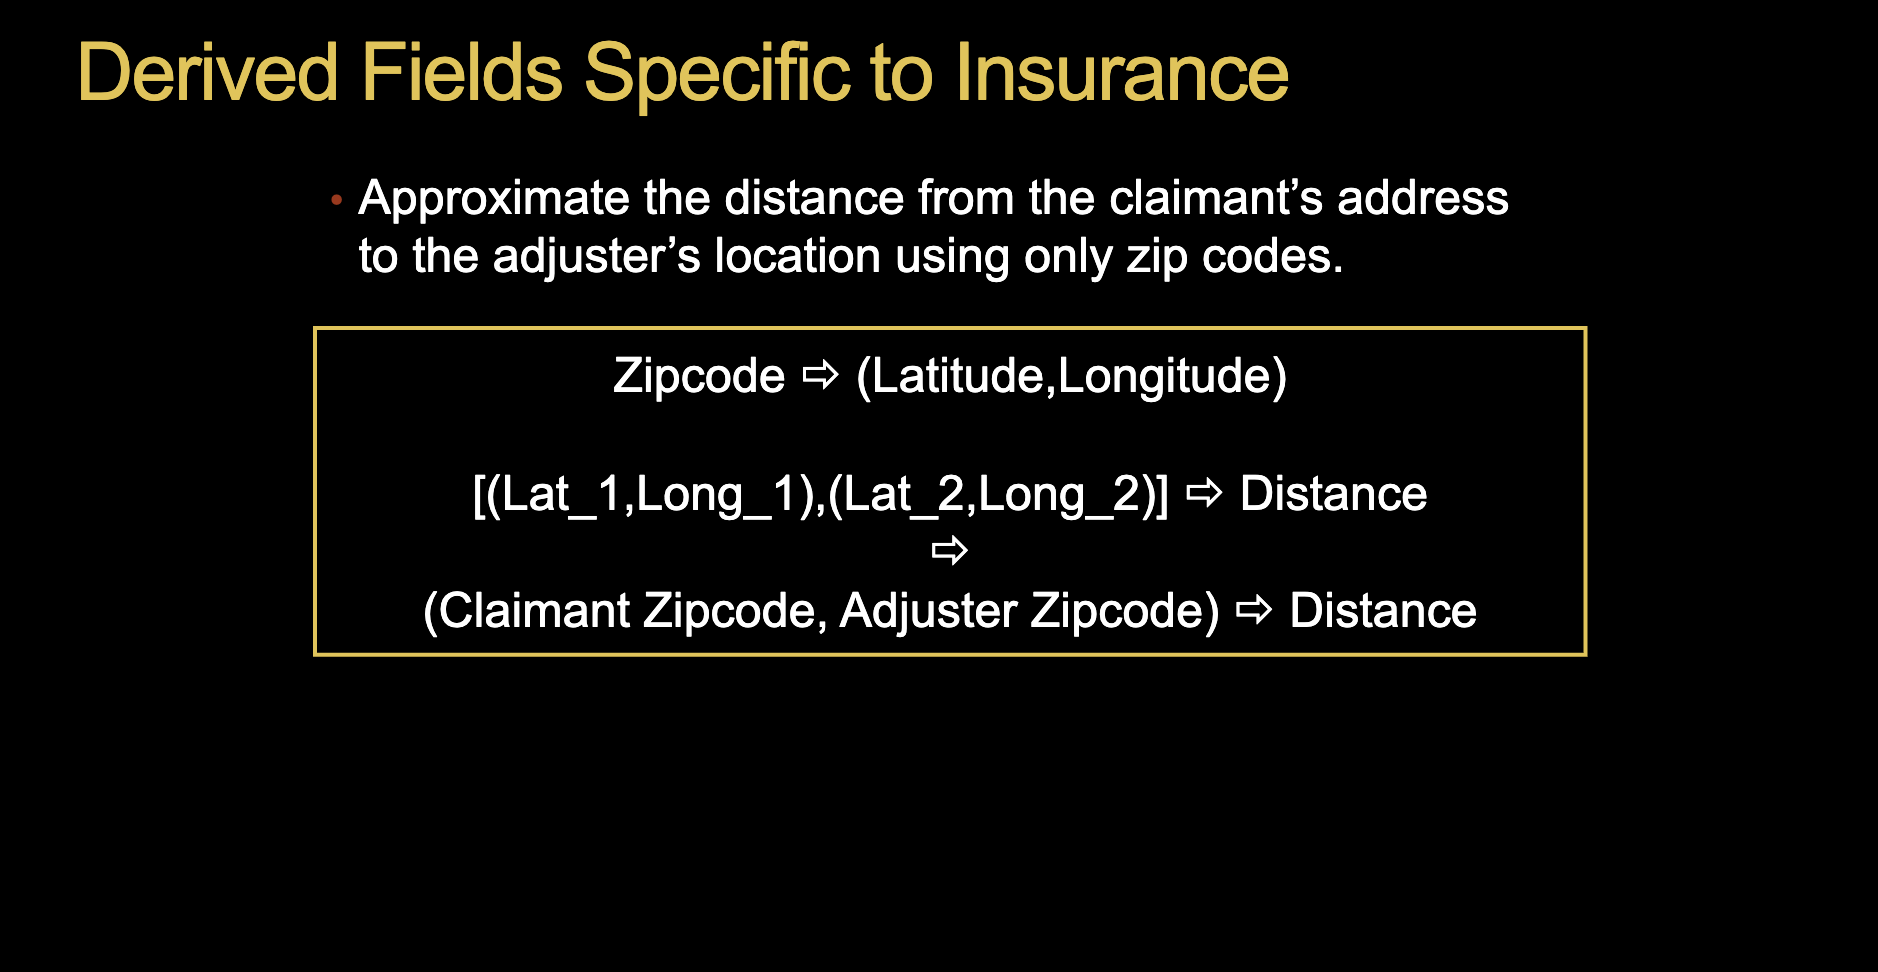 Derived Fields Specific to Insurance
• Approximate the distance from the claimant’s address
to the adjuster’s location using only zip codes.
Zipcode ⇨ (Latitude,Longitude)
[(Lat_1,Long_1),(Lat_2,Long_2)] ⇨ Distance
⇨
(Claimant Zipcode, Adjuster Zipcode) ⇨ Distance